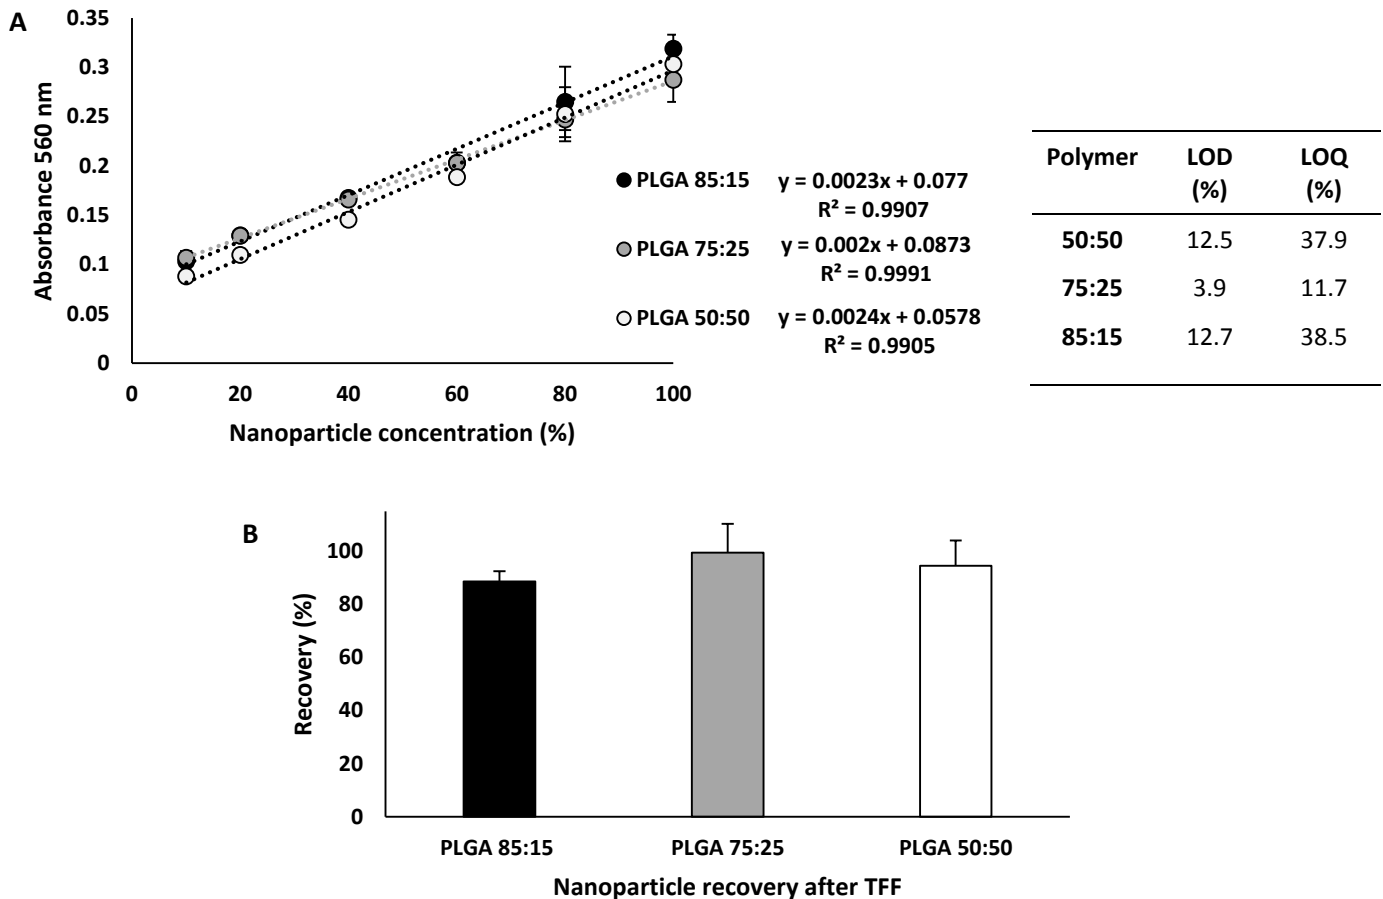 A
0.35
0.3
0.25
0.2
0.15
0.1
0.05
0
Absorbance 560 nm
0 20 40 60 80 100
Nanoparticle concentration (%)
PLGA 85:15 y = 0.0023x + 0.077
R² = 0.9907
PLGA 75:25 y = 0.002x + 0.0873
R² = 0.9991
PLGA 50:50 y = 0.0024x + 0.0578
R² = 0.9905
Polymer LOD LOQ
(%) (%)
50:50 12.5 37.9
75:25 3.9 11.7
85:15 12.7 38.5
B
100
80
60
40
20
0
Recovery (%)
PLGA 85:15 PLGA 75:25 PLGA 50:50
Nanoparticle recovery after TFF